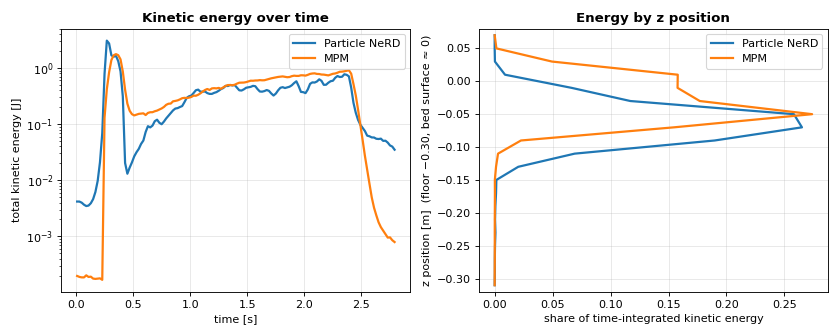 Kinetic energy over time
total kinetic energy [J]
10⁰
10⁻¹
10⁻²
10⁻³
Particle NeRD
MPM
0.0 0.5 1.0 1.5 2.0 2.5
time [s]
Energy by z position
z position [m] (floor −0.30, bed surface ≈ 0)
0.05
0.00
−0.05
−0.10
−0.15
−0.20
−0.25
−0.30
Particle NeRD
MPM
0.00 0.05 0.10 0.15 0.20 0.25
share of time-integrated kinetic energy